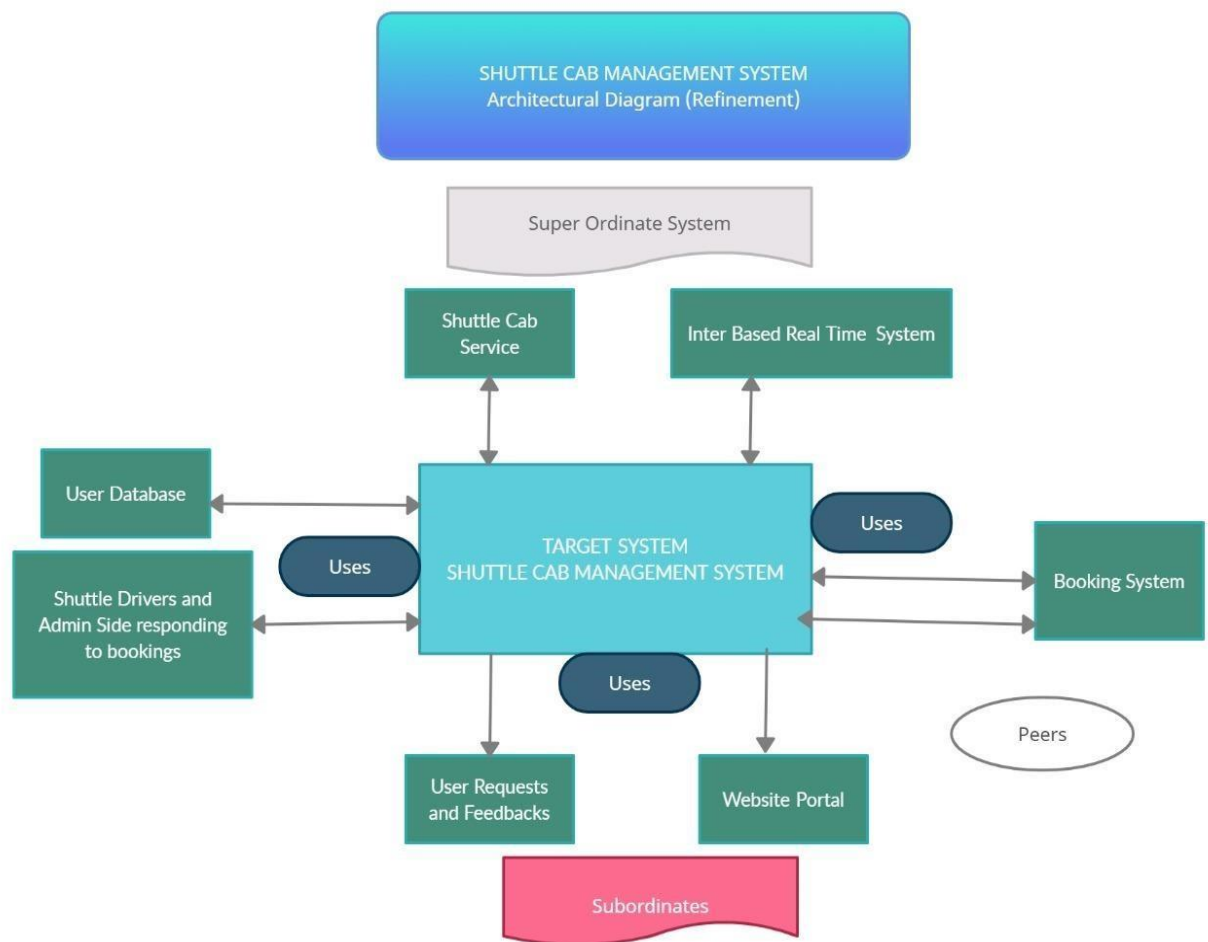 SHUTTLE CAB MANAGEMENT SYSTEM
Architectural Diagram (Refinement)
Super Ordinate System
Shuttle Cab
Service
Inter Based Real Time System
User Database
Uses
TARGET SYSTEM
SHUTTLE CAB MANAGEMENT SYSTEM
Uses
Booking System
Shuttle Drivers and
Admin Side responding
to bookings
Uses
Peers
User Requests
and Feedbacks
Website Portal
Subordinates